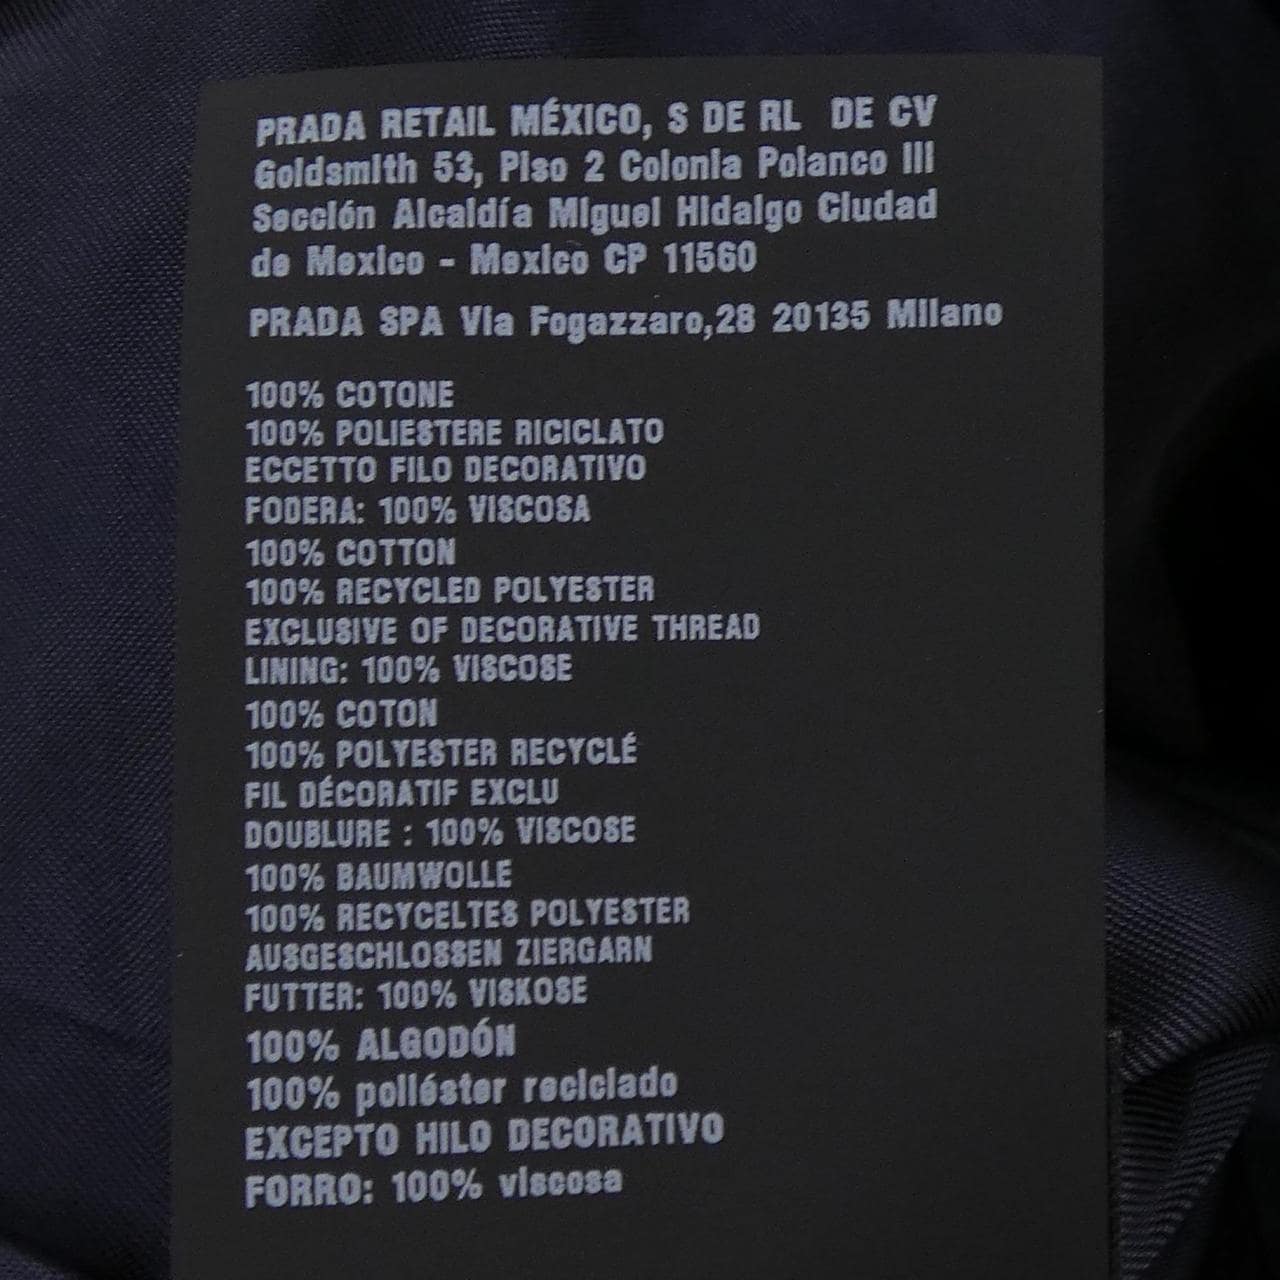 PRADA RETAIL MÉXICO, S DE RL DE CV
Goldsmith 53, Piso 2 Colonia Polanco III
Sección Alcaldía Miguel Hidalgo Ciudad
de Mexico - Mexico CP 11560
PRADA SPA Via Fogazzaro,28 20135 Milano
100% COTONE
100% POLIESTERE RICICLATO
ECCETTO FILO DECORATIVO
FODERA: 100% VISCOSA
100% COTTON
100% RECYCLED POLYESTER
EXCLUSIVE OF DECORATIVE THREAD
LINING: 100% VISCOSE
100% COTON
100% POLYESTER RECYCLÉ
FIL DÉCORATIF EXCLU
DOUBLURE : 100% VISCOSE
100% BAUMWOLLE
100% RECYCELTES POLYESTER
AUSGESCHLOSSEN ZIERGARN
FUTTER: 100% VISKOSE
100% ALGODÓN
100% poliéster reciclado
EXCEPTO HILO DECORATIVO
FORRO: 100% viscosa